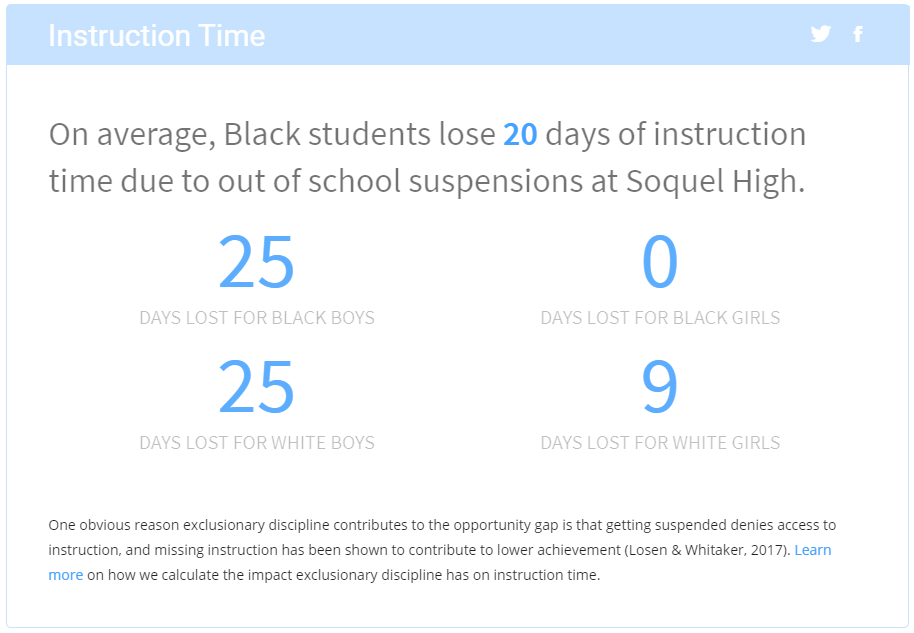 Instruction Time
On average, Black students lose 20 days of instruction
time due to out of school suspensions at Soquel High.
25
0
DAYS LOST FOR BLACK BOYS
DAYS LOST FOR BLACK GIRLS
25
9
DAYS LOST FOR WHITE BOYS
DAYS LOST FOR WHITE GIRLS
One obvious reason exclusionary discipline contributes to the opportunity gap is that getting suspended denies access to
instruction, and missing instruction has been shown to contribute to lower achievement (Losen & Whitaker, 2017). Learn
more on how we calculate the impact exclusionary discipline has on instruction time.